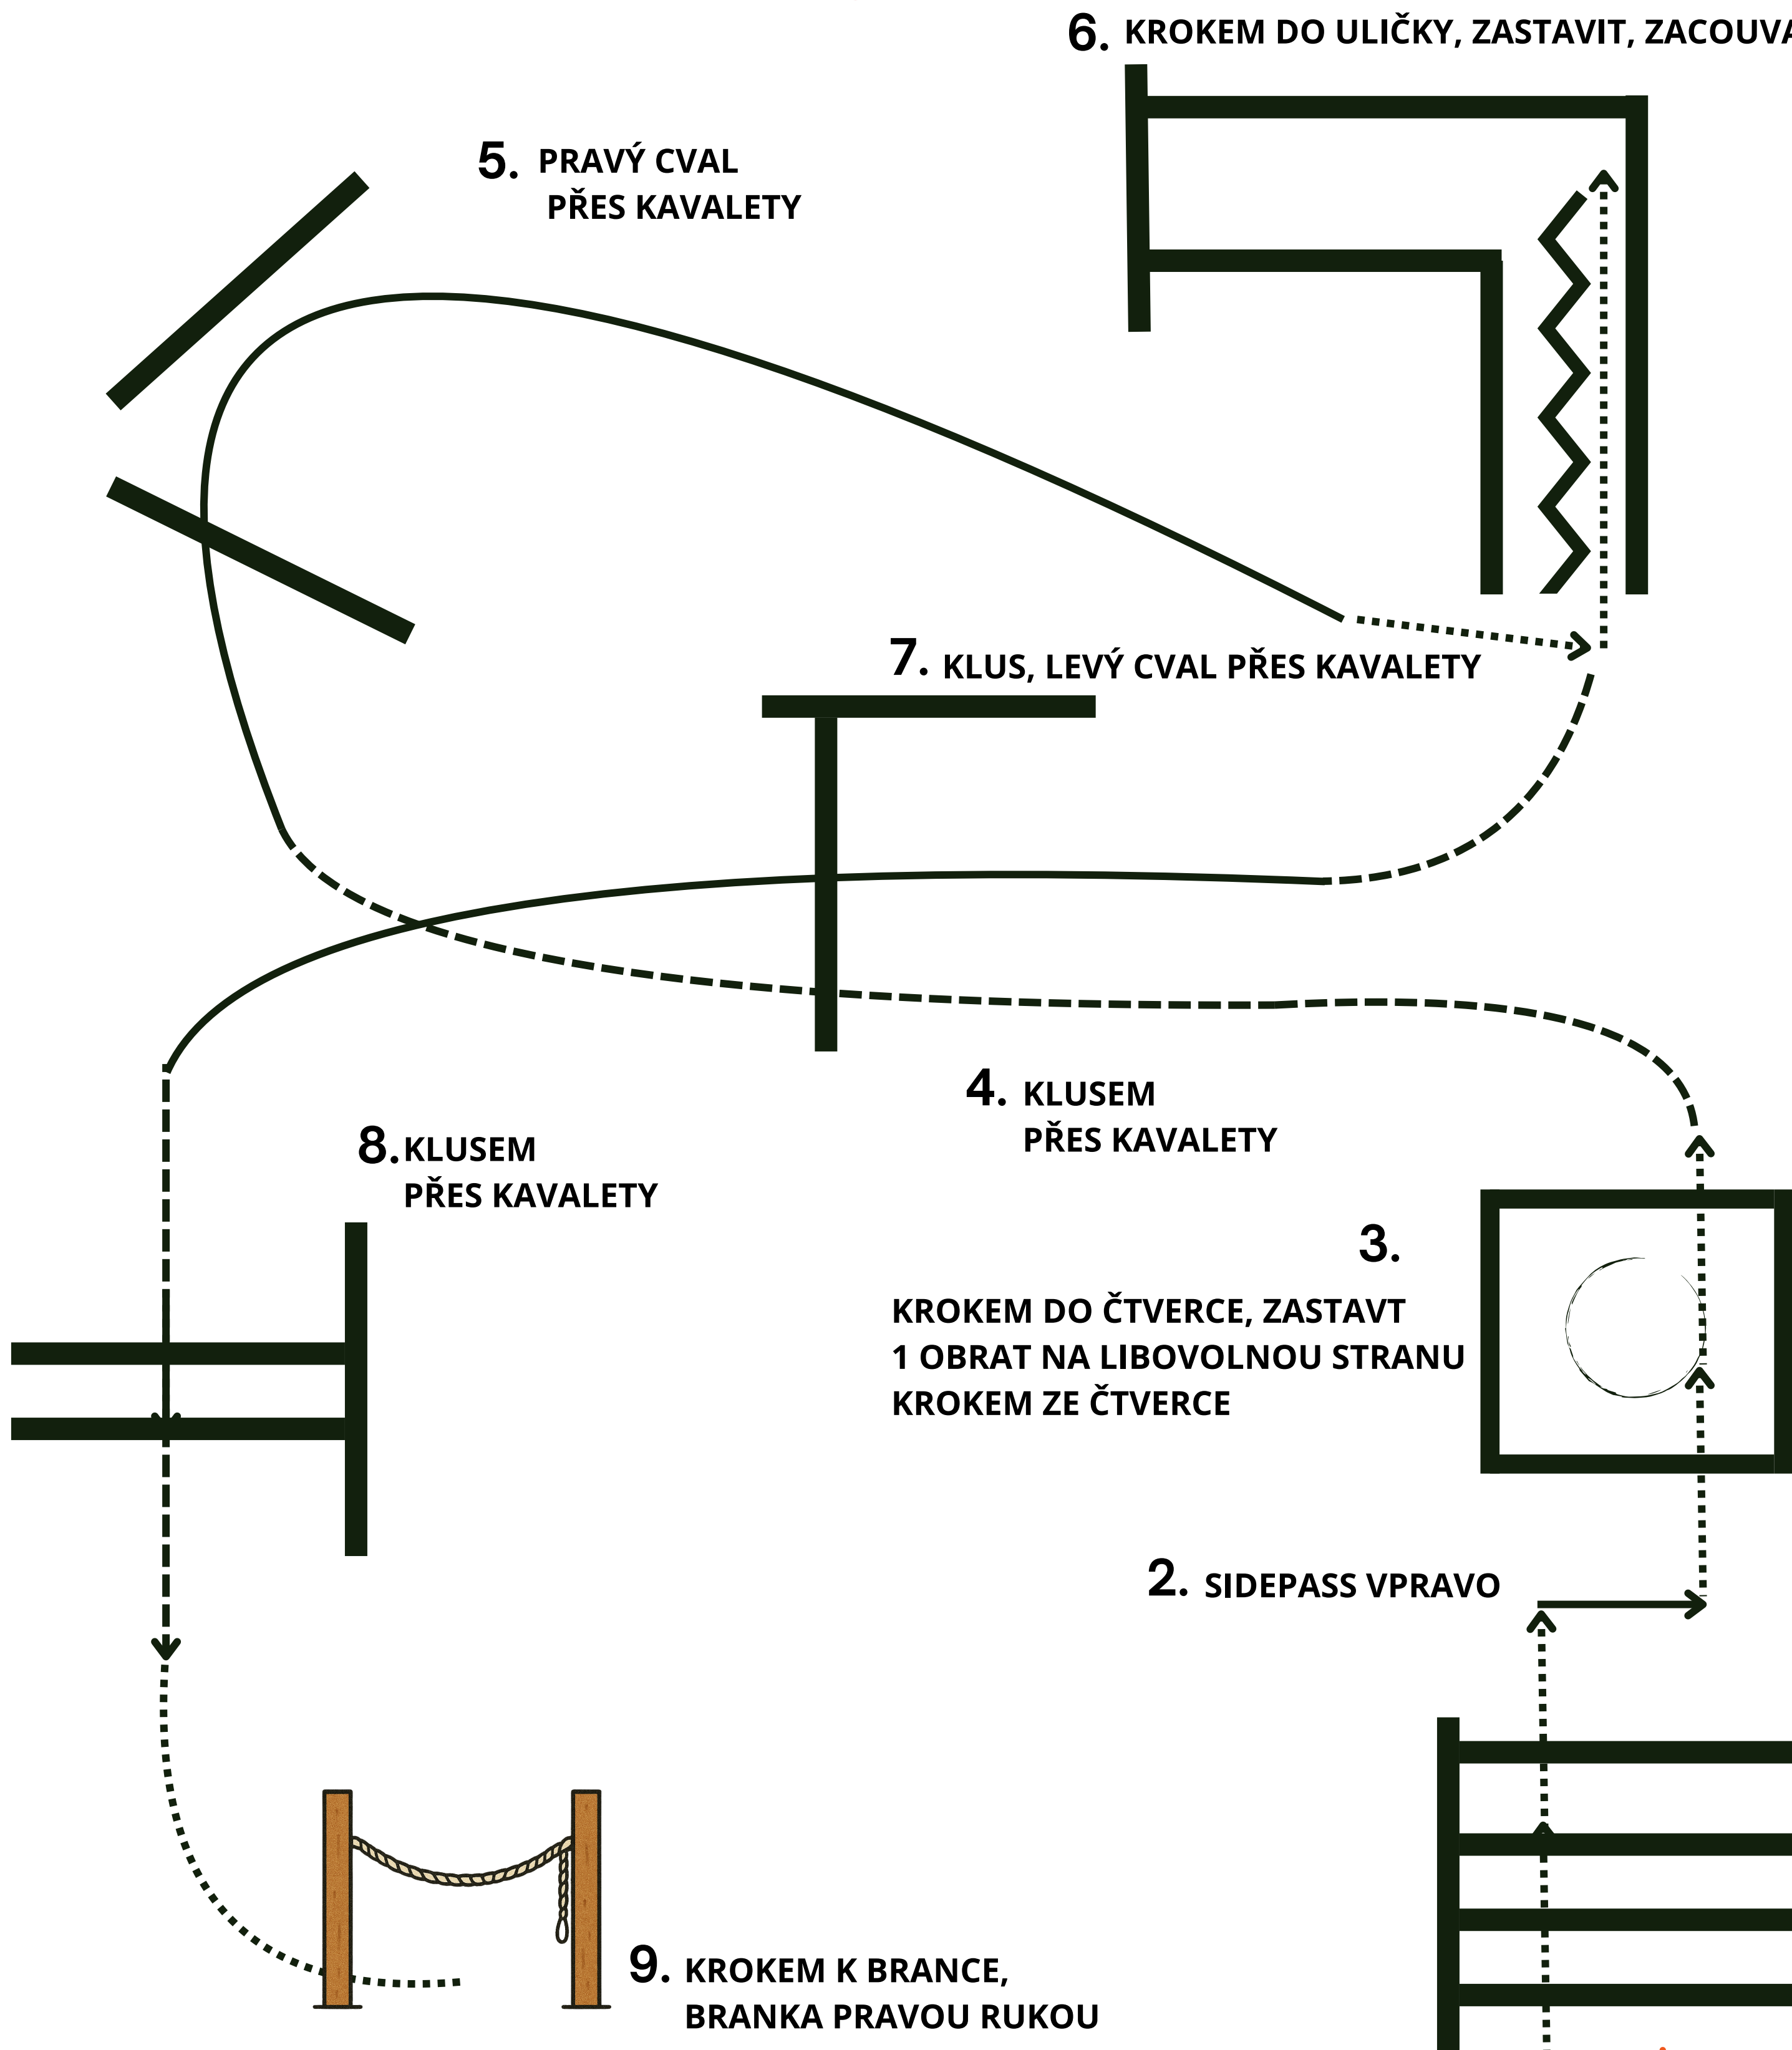 6. KROKEM DO ULIČKY, ZASTAVIT,
5. PRAVÝ CVAL
PŘES KAVALETY
7. KLUS, LEVÝ CVAL PŘES KAVALETY
4. KLUSEM
PŘES KAVALETY
8. KLUSEM
PŘES KAVALETY
3.
KROKEM DO ČTVERCE, ZASTAVT
1 OBRAT NA LIBOVOLNOU STRANU
KROKEM ZE ČTVERCE
2. SIDEPASS VPRAVO
9. KROKEM K BRANCE,
BRANKA PRAVOU RUKOU